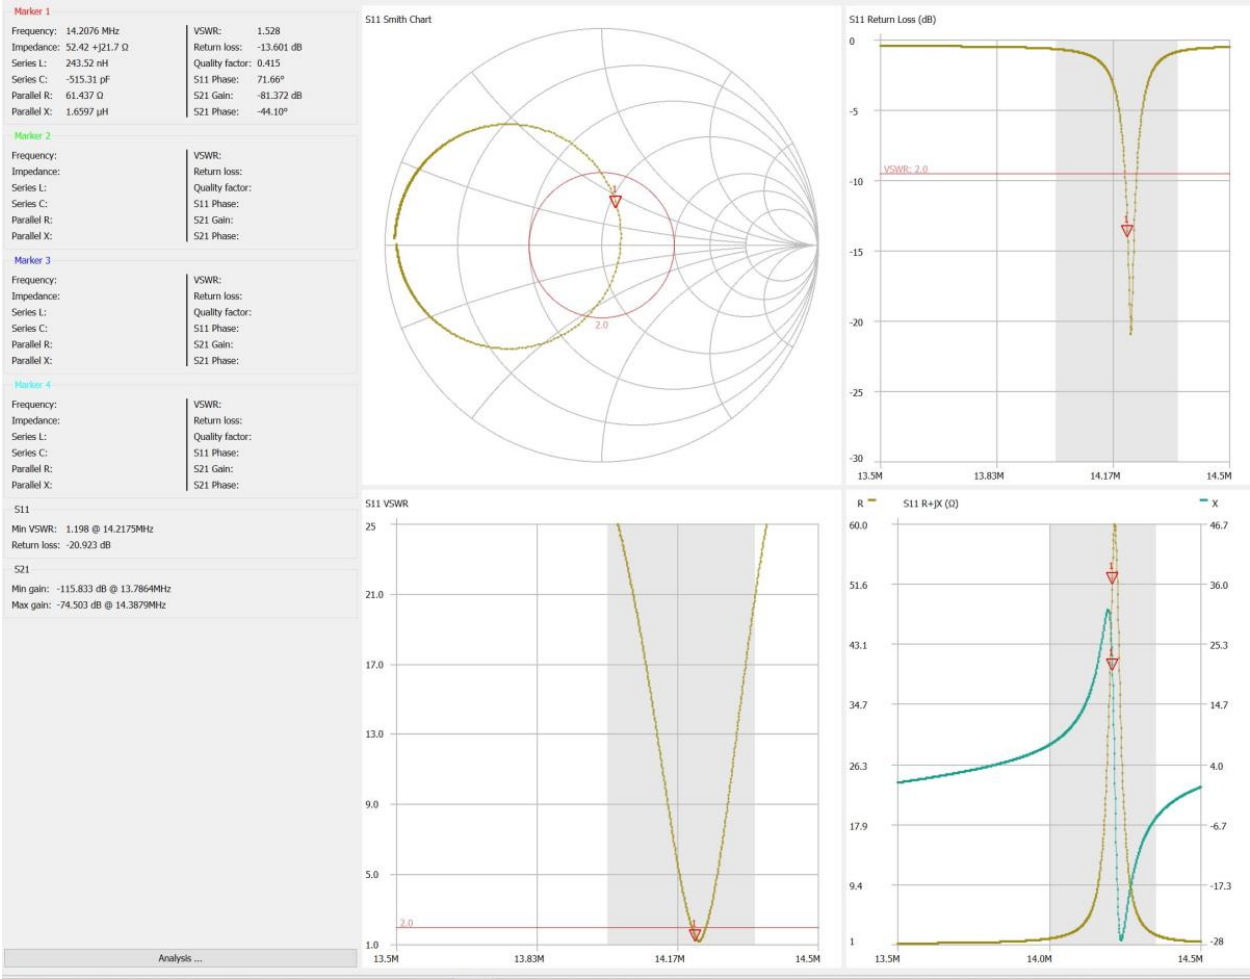 Marker 1
Frequency: 14.2076 MHz VSWR: 1.528
Impedance: 52.42 +j21.7 Ω Return loss: -13.601 dB
Series L: 243.52 nH Quality factor: 0.415
Series C: -515.31 pF S11 Phase: 71.66°
Parallel R: 61.437 Ω S21 Gain: -81.372 dB
Parallel X: 1.6597 µH S21 Phase: -44.10°
Marker 2
Frequency: VSWR:
Impedance: Return loss:
Series L: Quality factor:
Series C: S11 Phase:
Parallel R: S21 Gain:
Parallel X: S21 Phase:
Marker 3
Frequency: VSWR:
Impedance: Return loss:
Series L: Quality factor:
Series C: S11 Phase:
Parallel R: S21 Gain:
Parallel X: S21 Phase:
Marker 4
Frequency: VSWR:
Impedance: Return loss:
Series L: Quality factor:
Series C: S11 Phase:
Parallel R: S21 Gain:
Parallel X: S21 Phase:
S11
Min VSWR: 1.198 @ 14.2175MHz
Return loss: -20.923 dB
S21
Min gain: -115.833 dB @ 13.7864MHz
Max gain: -74.503 dB @ 14.3879MHz
Analysis ...
S11 Smith Chart
1
2.0
S11 Return Loss (dB)
0
-5
VSWR: 2.0
-10
1
-15
-20
-25
-30
13.5M 13.83M 14.17M 14.5M
S11 VSWR
25
21.0
17.0
13.0
9.0
5.0
2.0
1
1.0
13.5M 13.83M 14.17M 14.5M
R S11 R+jX (Ω) X
60.0 46.7
1
51.6 36.0
43.1 25.3
1
34.7 14.7
26.3 4.0
17.9 -6.7
9.4 -17.3
1 -28
13.5M 14.0M 14.5M